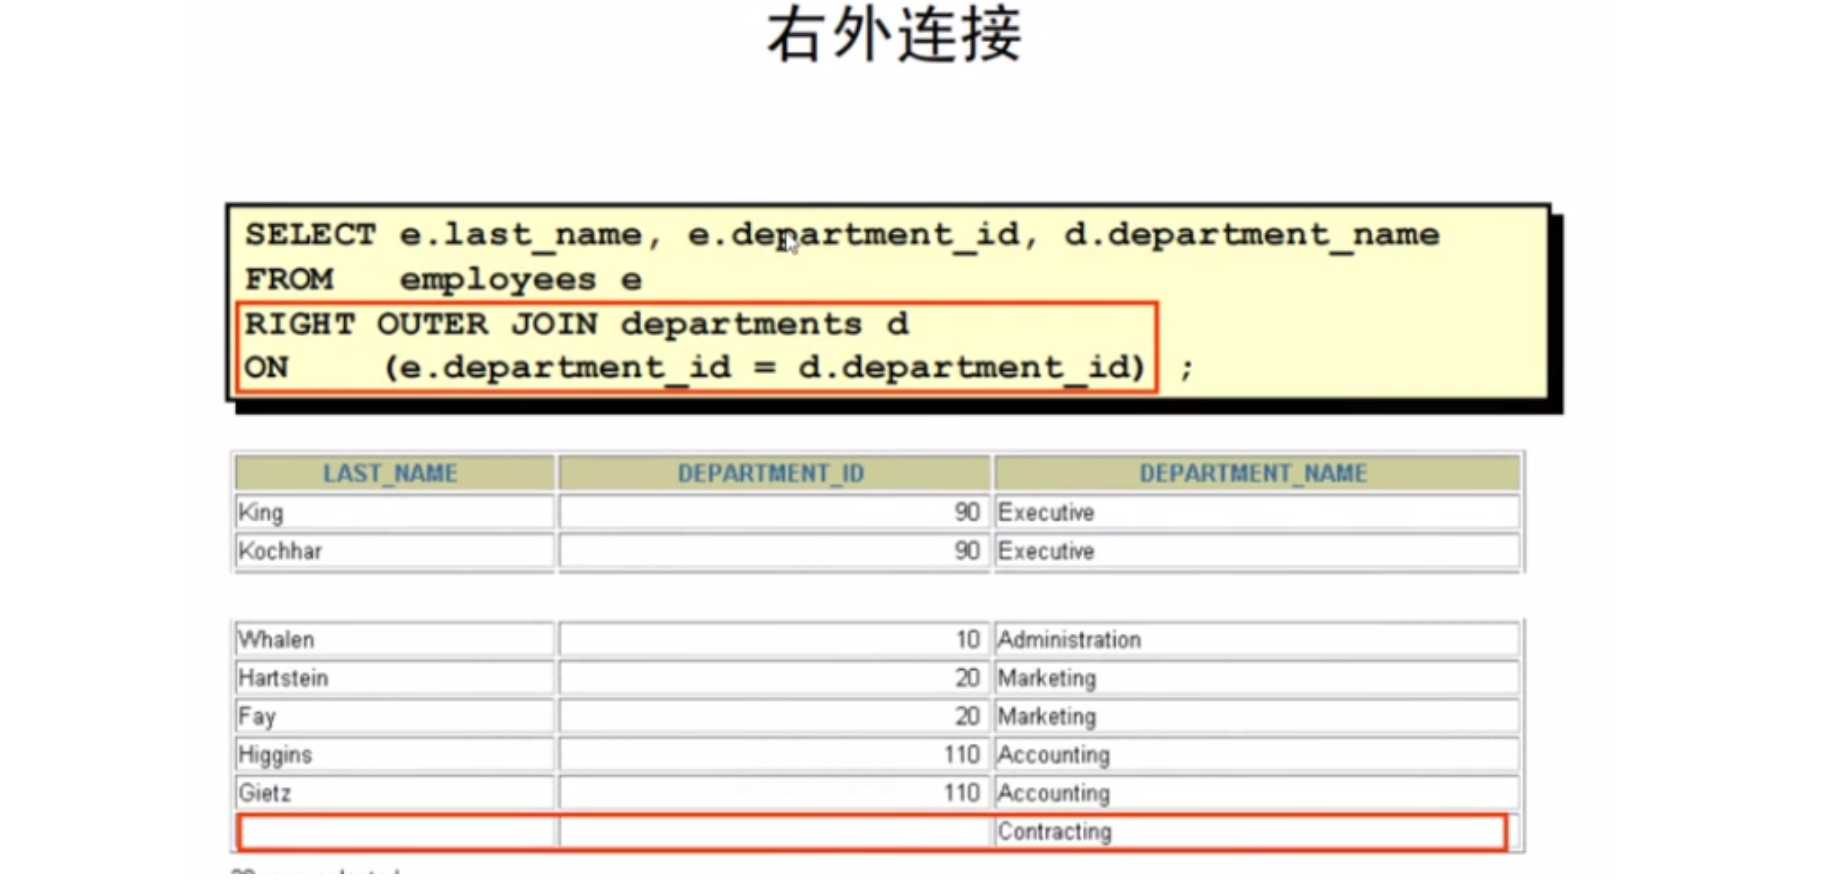 右外连接
SELECT e.last_name, e.department_id, d.department_name
FROM employees e
RIGHT OUTER JOIN departments d
ON (e.department_id = d.department_id) ;
LAST_NAME DEPARTMENT_ID DEPARTMENT_NAME
King 90 Executive
Kochhar 90 Executive
Whalen 10 Administration
Hartstein 20 Marketing
Fay 20 Marketing
Higgins 110 Accounting
Gietz 110 Accounting
Contracting